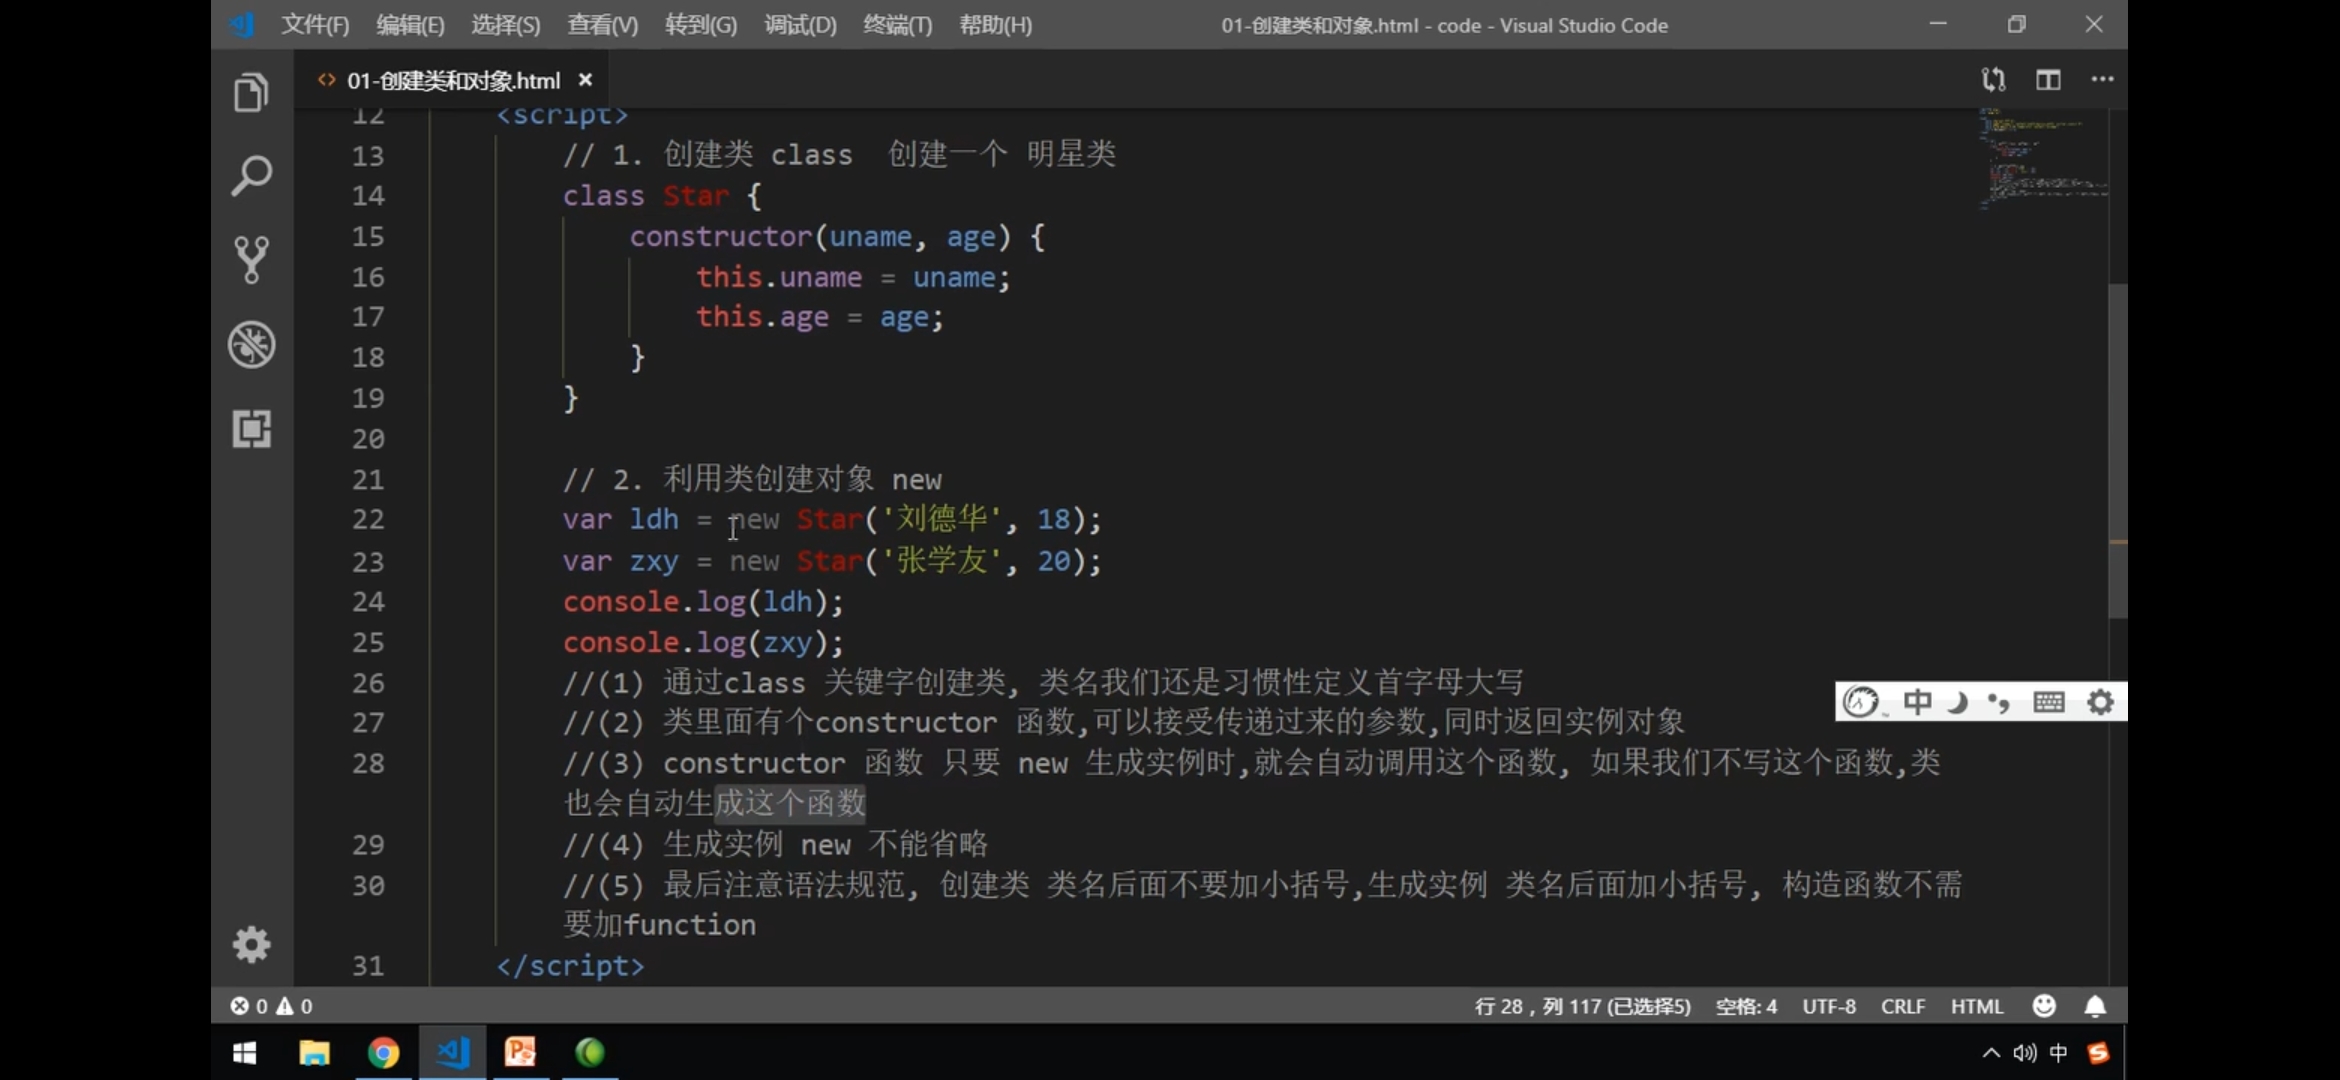 文件(F) 编辑(E) 选择(S) 查看(V) 转到(G) 调试(D) 终端(T) 帮助(H) 01-创建类和对象.html - code - Visual Studio Code
01-创建类和对象.html
12 <script>
13 // 1. 创建类 class 创建一个 明星类
14 class Star {
15 constructor(uname, age) {
16 this.uname = uname;
17 this.age = age;
18 }
19 }
20
21 // 2. 利用类创建对象 new
22 var ldh = new Star('刘德华', 18);
23 var zxy = new Star('张学友', 20);
24 console.log(ldh);
25 console.log(zxy);
26 //(1) 通过class 关键字创建类, 类名我们还是习惯性定义首字母大写
27 //(2) 类里面有个constructor 函数,可以接受传递过来的参数,同时返回实例对象
28 //(3) constructor 函数 只要 new 生成实例时,就会自动调用这个函数, 如果我们不写这个函数,类
也会自动生成这个函数
29 //(4) 生成实例 new 不能省略
30 //(5) 最后注意语法规范, 创建类 类名后面不要加小括号,生成实例 类名后面加小括号, 构造函数不需
要加function
31 </script>
中
0 0 行 28，列 117 (已选择5) 空格: 4 UTF-8 CRLF HTML
中